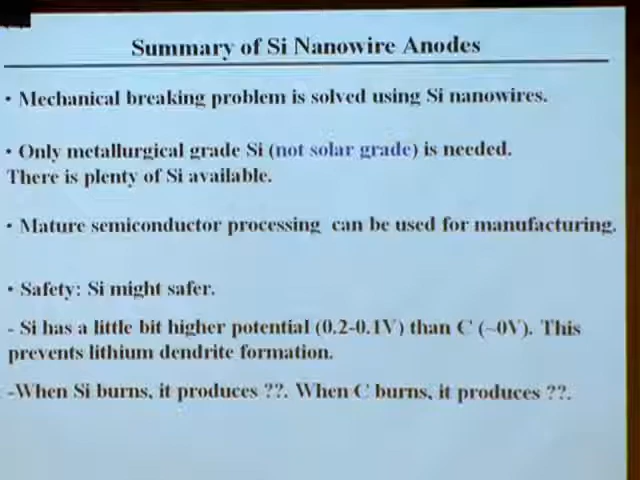 Summary of Si Nanowire Anodes
• Mechanical breaking problem is solved using Si nanowires.
• Only metallurgical grade Si (not solar grade) is needed.
There is plenty of Si available.
• Mature semiconductor processing can be used for manufacturing.
• Safety: Si might safer.
- Si has a little bit higher potential (0.2-0.1V) than C (~0V). This
prevents lithium dendrite formation.
-When Si burns, it produces ??. When C burns, it produces ??.